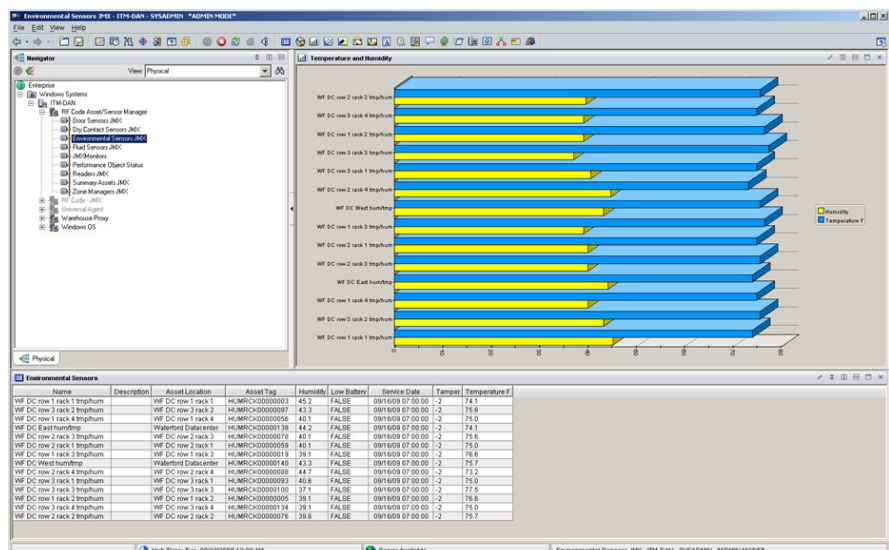 Environmental Sensors JMX - ITM-DAN - SYSADMIN *ADMIN MODE*
File Edit View Help
Navigator
View: Physical
Enterprise
Windows Systems
ITM-DAN
RF Code Asset/Sensor Manager
Door Sensors JMX
Dry Contact Sensors JMX
Environmental Sensors JMX
Fluid Sensors JMX
JMXMonitors
Performance Object Status
Readers JMX
Summary Assets JMX
Zone Managers JMX
RF Code - JMX
Universal Agent
Warehouse Proxy
Windows OS
Physical
Temperature and Humidity
WF DC row 2 rack 2 tmp/hum
WF DC row 3 rack 4 tmp/hum
WF DC row 1 rack 2 tmp/hum
WF DC row 3 rack 3 tmp/hum
WF DC row 3 rack 1 tmp/hum
WF DC row 2 rack 4 tmp/hum
WF DC West hum/tmp
WF DC row 1 rack 3 tmp/hum
WF DC row 2 rack 1 tmp/hum
WF DC row 2 rack 3 tmp/hum
WF DC East hum/tmp
WF DC row 1 rack 4 tmp/hum
WF DC row 3 rack 2 tmp/hum
WF DC row 1 rack 1 tmp/hum
0 10 20 30 40 50 60 70 80
Humidity
Temperature F
Environmental Sensors
Name Description Asset Location Asset Tag Humidity Low Battery Service Date Tamper Temperature F
WF DC row 1 rack 1 tmp/hum WF DC row 1 rack 1 HUMRCK00000003 45.2 FALSE 09/16/09 07:00:00 -2 74.1
WF DC row 3 rack 2 tmp/hum WF DC row 3 rack 2 HUMRCK00000097 43.3 FALSE 09/16/09 07:00:00 -2 75.6
WF DC row 1 rack 4 tmp/hum WF DC row 1 rack 4 HUMRCK00000056 40.1 FALSE 09/16/09 07:00:00 -2 75.0
WF DC East hum/tmp Waterford Datacenter HUMRCK00000138 44.2 FALSE 09/16/09 07:00:00 -2 74.1
WF DC row 2 rack 3 tmp/hum WF DC row 2 rack 3 HUMRCK00000078 40.1 FALSE 09/16/09 07:00:00 -2 75.6
WF DC row 2 rack 1 tmp/hum WF DC row 2 rack 1 HUMRCK00000059 40.1 FALSE 09/16/09 07:00:00 -2 75.0
WF DC row 1 rack 3 tmp/hum WF DC row 1 rack 3 HUMRCK00000019 39.1 FALSE 09/16/09 07:00:00 -2 76.6
WF DC West hum/tmp Waterford Datacenter HUMRCK00000140 43.3 FALSE 09/16/09 07:00:00 -2 75.7
WF DC row 2 rack 4 tmp/hum WF DC row 2 rack 4 HUMRCK00000088 44.7 FALSE 09/16/09 07:00:00 -2 73.2
WF DC row 3 rack 1 tmp/hum WF DC row 3 rack 1 HUMRCK00000093 40.6 FALSE 09/16/09 07:00:00 -2 75.0
WF DC row 3 rack 3 tmp/hum WF DC row 3 rack 3 HUMRCK00000100 37.1 FALSE 09/16/09 07:00:00 -2 77.5
WF DC row 1 rack 2 tmp/hum WF DC row 1 rack 2 HUMRCK00000005 39.1 FALSE 09/16/09 07:00:00 -2 76.6
WF DC row 3 rack 4 tmp/hum WF DC row 3 rack 4 HUMRCK00000134 39.1 FALSE 09/16/09 07:00:00 -2 75.0
WF DC row 2 rack 2 tmp/hum WF DC row 2 rack 2 HUMRCK00000076 39.6 FALSE 09/16/09 07:00:00 -2 75.7